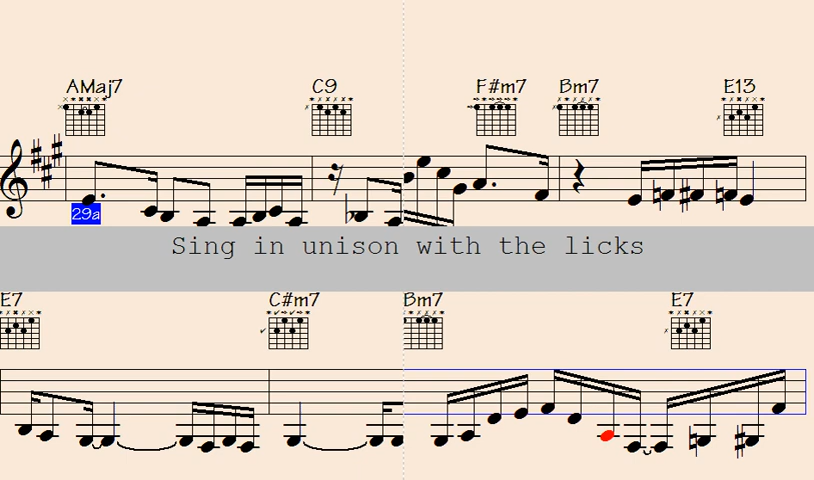 AMaj7 C9 F#m7 Bm7 E13
29a
Sing in unison with the licks
E7 C#m7 Bm7 E7